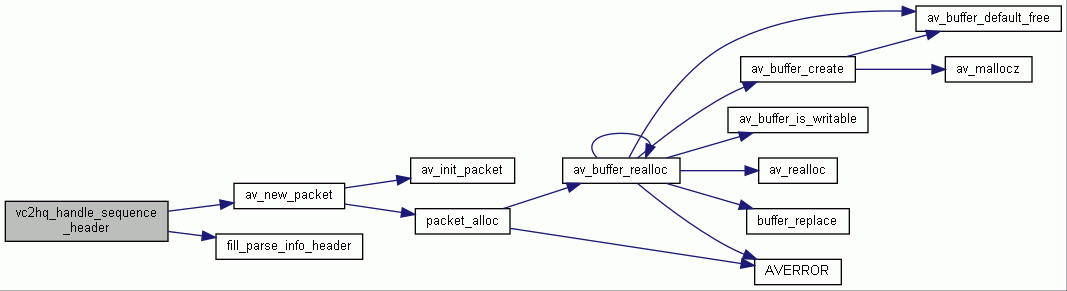 vc2hq_handle_sequence
_header
av_new_packet
fill_parse_info_header
av_init_packet
packet_alloc
av_buffer_realloc
av_buffer_default_free
av_buffer_create
av_mallocz
av_buffer_is_writable
av_realloc
buffer_replace
AVERROR